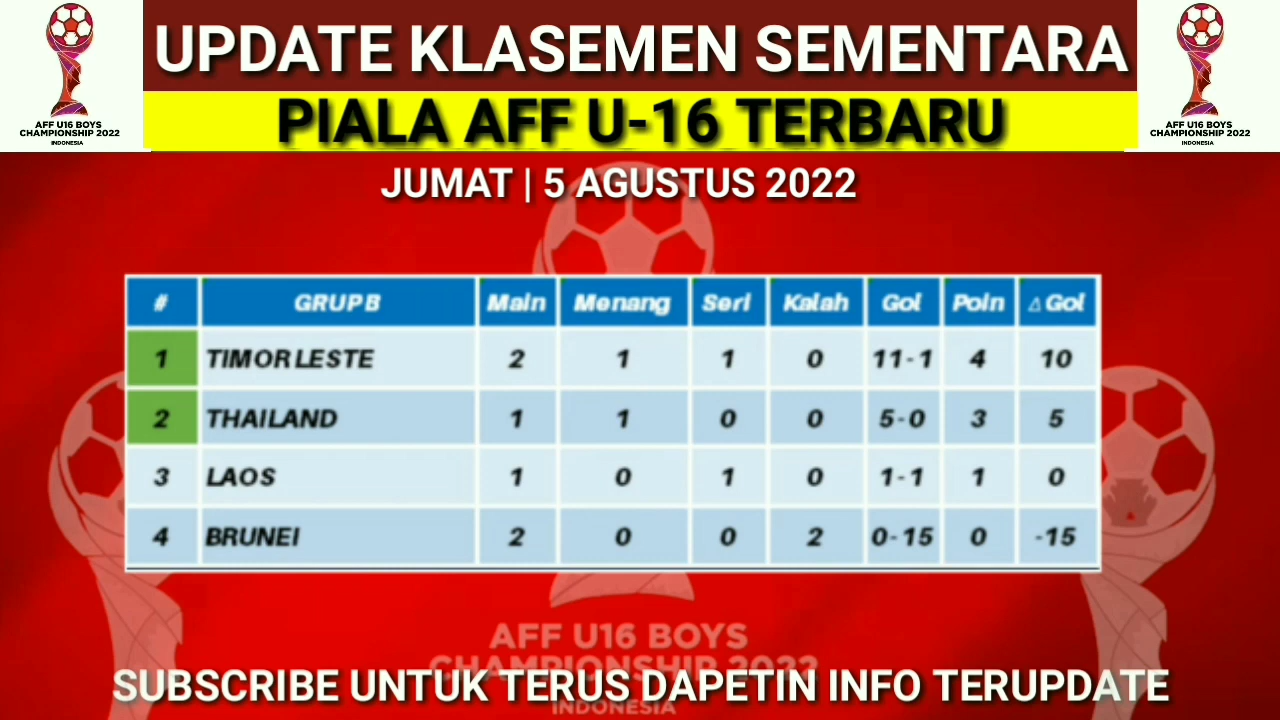 UPDATE KLASEMEN SEMENTARA
PIALA AFF U-16 TERBARU
AFF U16 BOYS
CHAMPIONSHIP 2022
INDONESIA
AFF U16 BOYS
CHAMPIONSHIP 2022
INDONESIA
JUMAT | 5 AGUSTUS 2022
# GRUP B Main Menang Seri Kalah Gol Poin △ Gol
1 TIMOR LESTE 2 1 1 0 11-1 4 10
2 THAILAND 1 1 0 0 5-0 3 5
3 LAOS 1 0 1 0 1-1 1 0
4 BRUNEI 2 0 0 2 0-15 0 -15
AFF U16 BOYS
CHAMPIONSHIP 2022
SUBSCRIBE UNTUK TERUS DAPETIN INFO TERUPDATE
INDONESIA